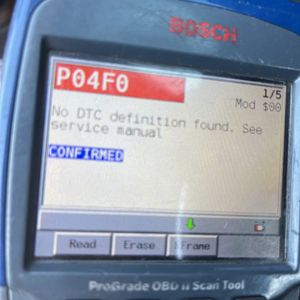 BOSCH
P04F0
1/5
Mod $00
No DTC definition found. See
service manual
CONFIRMED
Read Erase FFrame
ProGrade OBD II Scan Tool